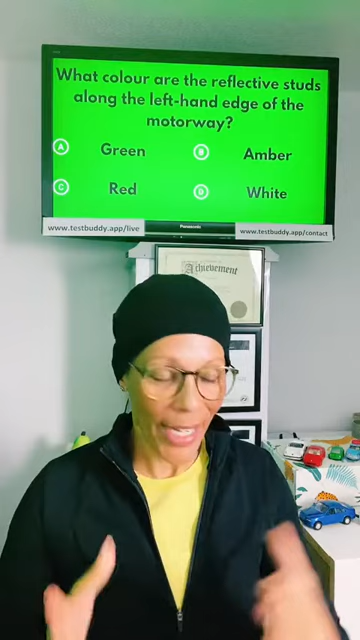 What colour are the reflective studs
along the left-hand edge of the
motorway?
A Green B Amber
C Red D White
www.testbuddy.app/live Panasonic www.testbuddy.app/contact
Achievement